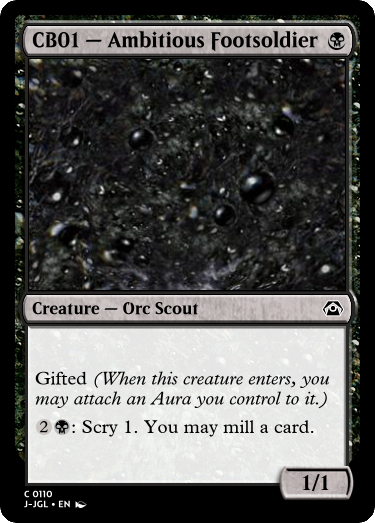 CB01 — Ambitious Footsoldier
Creature — Orc Scout
Gifted (When this creature enters, you
may attach an Aura you control to it.)
2 : Scry 1. You may mill a card.
1/1
C 0110
J-JGL • EN